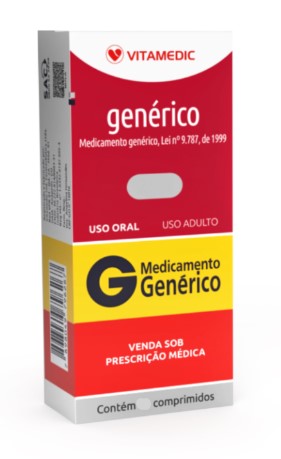 VITAMEDIC
genérico
Medicamento genérico, Lei nº 9.787, de 1999
USO ORAL USO ADULTO
G Medicamento
Genérico
VENDA SOB
PRESCRIÇÃO MÉDICA
Contém comprimidos
SAC